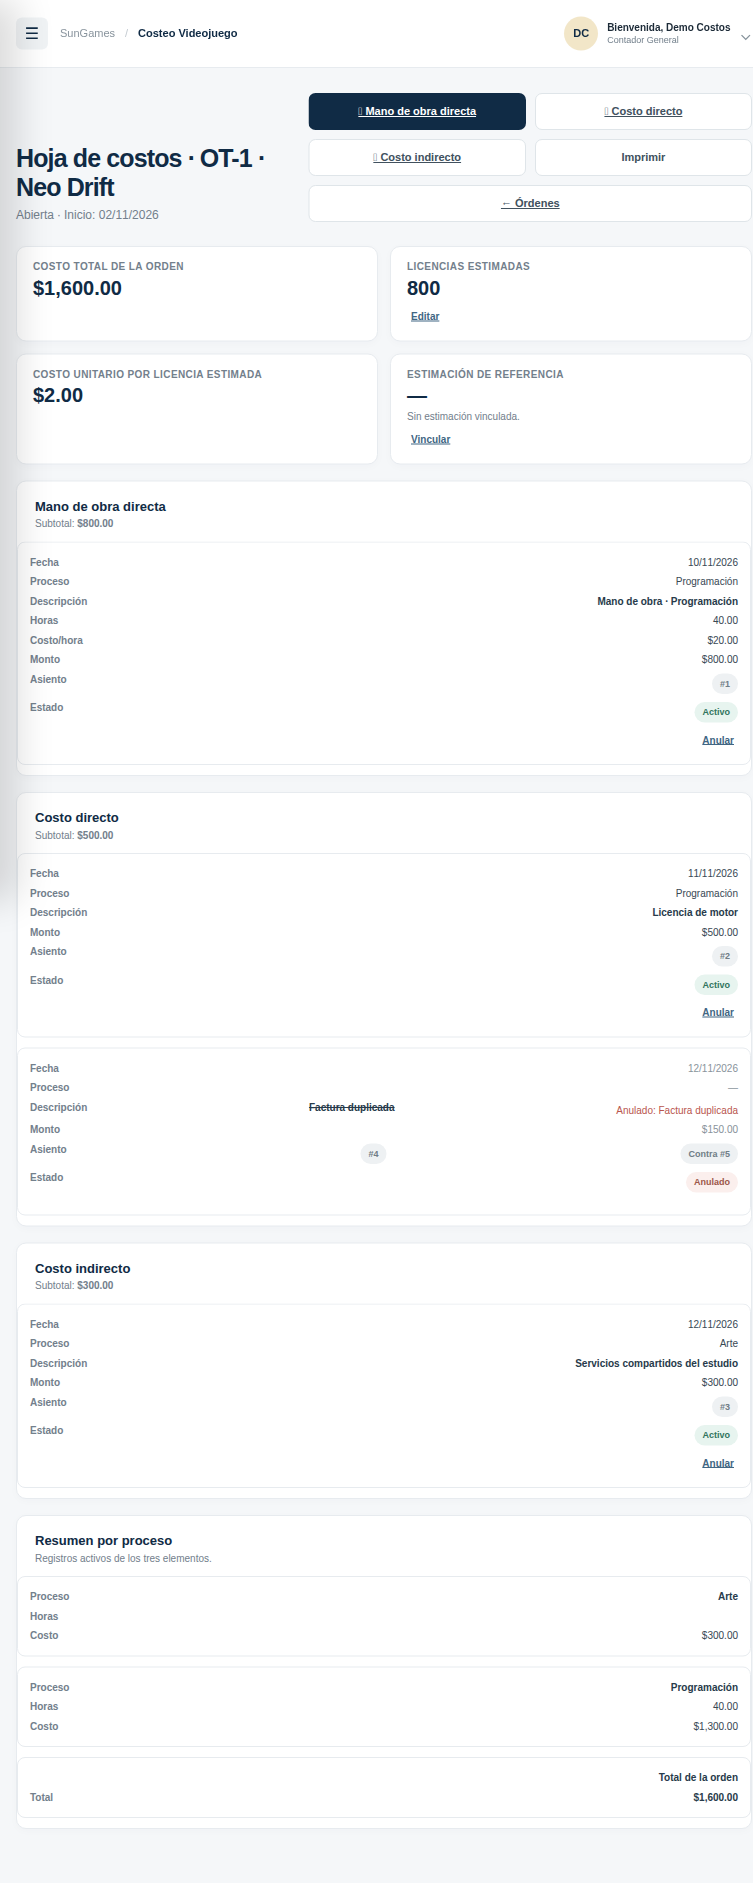 ☰ SunGames / Costeo Videojuego
DC Bienvenida, Demo Costos
Contador General
Hoja de costos · OT-1 ·
Neo Drift
Abierta · Inicio: 02/11/2026
Mano de obra directa
Costo directo
Costo indirecto
Imprimir
← Órdenes
COSTO TOTAL DE LA ORDEN
$1,600.00
LICENCIAS ESTIMADAS
800
Editar
COSTO UNITARIO POR LICENCIA ESTIMADA
$2.00
ESTIMACIÓN DE REFERENCIA
—
Sin estimación vinculada.
Vincular
Mano de obra directa
Subtotal: $800.00
Fecha 10/11/2026
Proceso Programación
Descripción Mano de obra · Programación
Horas 40.00
Costo/hora $20.00
Monto $800.00
Asiento #1
Estado Activo
Anular
Costo directo
Subtotal: $500.00
Fecha 11/11/2026
Proceso Programación
Descripción Licencia de motor
Monto $500.00
Asiento #2
Estado Activo
Anular
Fecha 12/11/2026
Proceso —
Descripción Factura duplicada Anulado: Factura duplicada
Monto $150.00
Asiento #4 Contra #5
Estado Anulado
Costo indirecto
Subtotal: $300.00
Fecha 12/11/2026
Proceso Arte
Descripción Servicios compartidos del estudio
Monto $300.00
Asiento #3
Estado Activo
Anular
Resumen por proceso
Registros activos de los tres elementos.
Proceso Arte
Horas
Costo $300.00
Proceso Programación
Horas 40.00
Costo $1,300.00
Total de la orden
Total $1,600.00